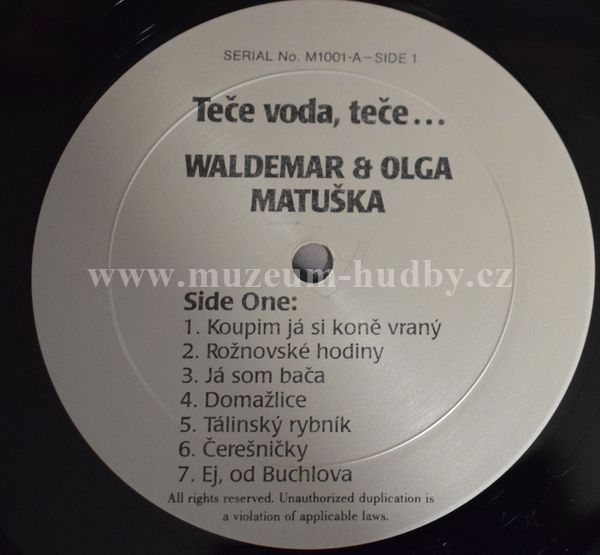 SERIAL No. M1001-A-SIDE 1
Teče voda, teče...
WALDEMAR & OLGA
MATUŠKA
www.muzeum-hudby.cz
Side One:
1. Koupim já si koně vraný
2. Rožnovské hodiny
3. Já som bača
4. Domažlice
5. Tálinský rybník
6. Čerešničky
7. Ej, od Buchlova
All rights reserved. Unauthorized duplication is
a violation of applicable laws.